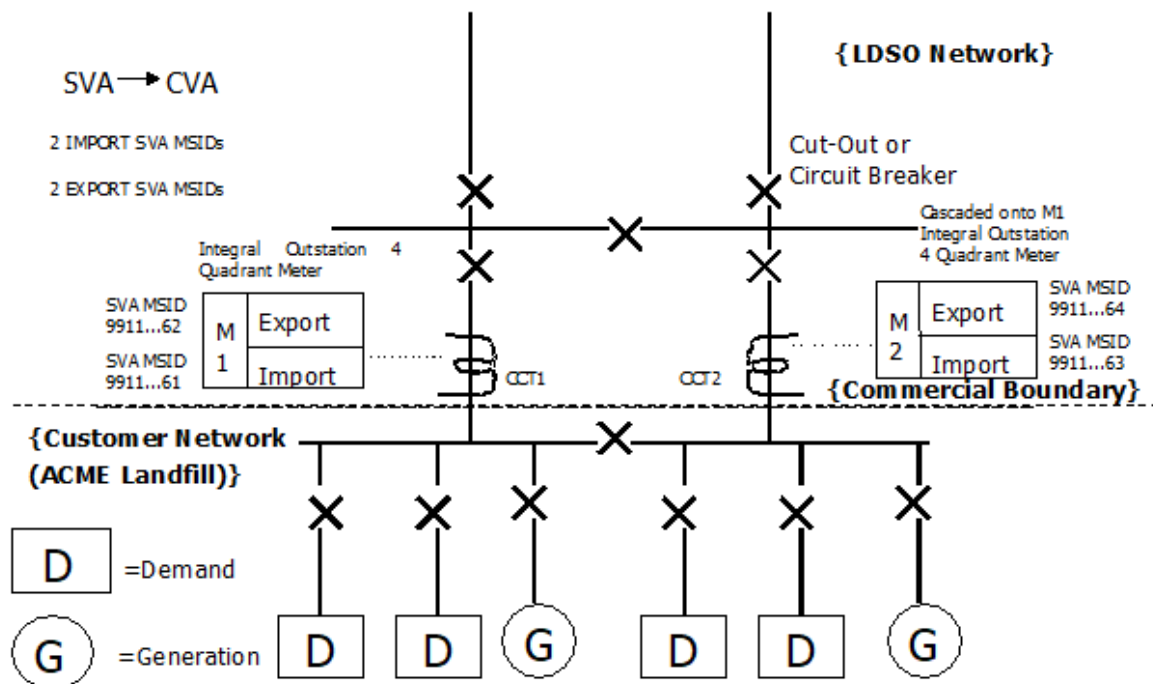 {LDSO Network}
SVA CVA
2 IMPORT SVA MSIDs
2 EXPORT SVA MSIDs
Cut-Out or
Circuit Breaker
Integral Outstation 4
Quadrant Meter
Cascaded onto M1
Integral Outstation
4 Quadrant Meter
SVA MSID
9911...62
SVA MSID
9911...61
M
1
Export
Import
CCT1
CCT2
M
2
Export
Import
SVA MSID
9911...64
SVA MSID
9911...63
{Commercial Boundary}
{Customer Network
(ACME Landfill)}
D
=Demand
G
=Generation
D
D
G
D
D
G